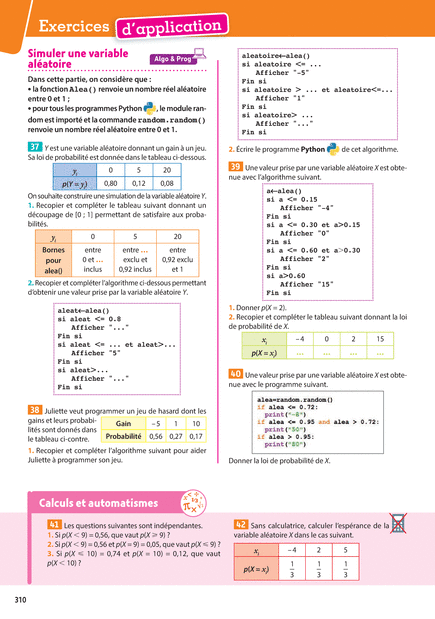 Exercices d'application
Simuler une variable
aléatoire
Algo & Prog
Dans cette partie, on considère que :
• la fonction Alea() renvoie un nombre réel aléatoire
entre 0 et 1 ;
• pour tous les programmes Python, le module ran-
dom est importé et la commande random.random()
renvoie un nombre réel aléatoire entre 0 et 1.
37 Y est une variable aléatoire donnant un gain à un jeu.
Sa loi de probabilité est donnée dans le tableau ci-dessous.
yi 0 5 20
p(Y = yi) 0,80 0,12 0,08
On souhaite construire une simulation de la variable aléatoire Y.
1. Recopier et compléter le tableau suivant donnant un
découpage de [0 ; 1] permettant de satisfaire aux proba-
bilités.
yi 0 5 20
Bornes pour alea() entre 0 et ... inclus entre ... exclu et 0,92 inclus entre 0,92 exclu et 1
2. Recopier et compléter l'algorithme ci-dessous permettant
d'obtenir une valeur prise par la variable aléatoire Y.
aleat←alea()
si aleat <= 0.8
Afficher "..."
Fin si
si aleat <= ... et aleat>...
Afficher "5"
Fin si
si aleat>...
Afficher "..."
Fin si
38 Juliette veut programmer un jeu de hasard dont les
gains et leurs probabi-
lités sont donnés dans
le tableau ci-contre.
Gain −5 1 10
Probabilité 0,56 0,27 0,17
1. Recopier et compléter l'algorithme suivant pour aider
Juliette à programmer son jeu.
aleatoire←alea()
si aleatoire <= ...
Afficher "-5"
Fin si
si aleatoire > ... et aleatoire<=...
Afficher "1"
Fin si
si aleatoire> ...
Afficher "..."
Fin si
2. Écrire le programme Python de cet algorithme.
39 Une valeur prise par une variable aléatoire X est obte-
nue avec l'algorithme suivant.
a←alea()
si a <= 0.15
Afficher "-4"
Fin si
si a <= 0.30 et a>0.15
Afficher "0"
Fin si
si a <= 0.60 et a>0.30
Afficher "2"
Fin si
si a>0.60
Afficher "15"
Fin si
1. Donner p(X = 2).
2. Recopier et compléter le tableau suivant donnant la loi
de probabilité de X.
xi −4 0 2 15
p(X = xi) ... ... ... ...
40 Une valeur prise par une variable aléatoire X est obte-
nue avec le programme suivant.
alea=random.random()
if alea <= 0.72:
if alea <= 0.95 and alea > 0.72:
print("50")
if alea > 0.95:
print("80")
Donner la loi de probabilité de X.
Calculs et automatismes
41 Les questions suivantes sont indépendantes.
1. Si p(X < 9) = 0,56, que vaut p(X ⩾ 9) ?
2. Si p(X < 9) = 0,56 et p(X = 9) = 0,05, que vaut p(X ⩽ 9) ?
3. Si p(X ⩽ 10) = 0,74 et p(X = 10) = 0,12, que vaut
p(X < 10) ?
42 Sans calculatrice, calculer l'espérance de la
variable aléatoire X dans le cas suivant.
xi −4 2 5
p(X = xi) 1/3 1/3 1/3
310